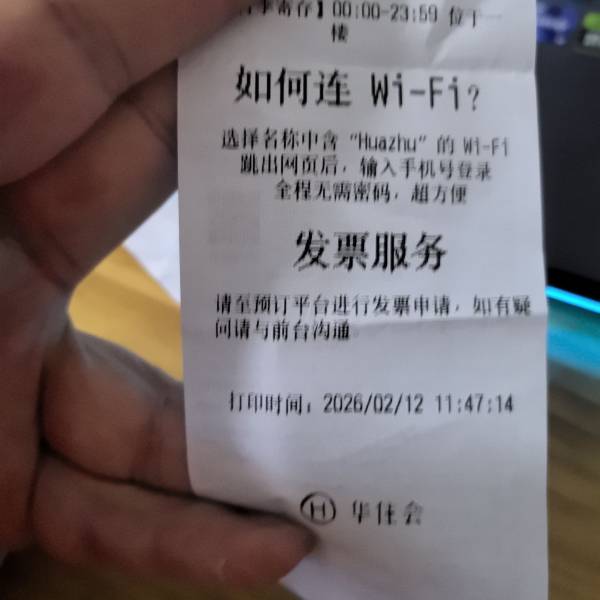 李寄存】00:00-23:59 位于一
楼
如何连 Wi-Fi?
选择名称中含“Huazhu”的 Wi-Fi
跳出网页后，输入手机号登录
全程无需密码，超方便
发票服务
请至预订平台进行发票申请，如有疑
问请与前台沟通。
打印时间：2026/02/12 11:47:14
H 华住会